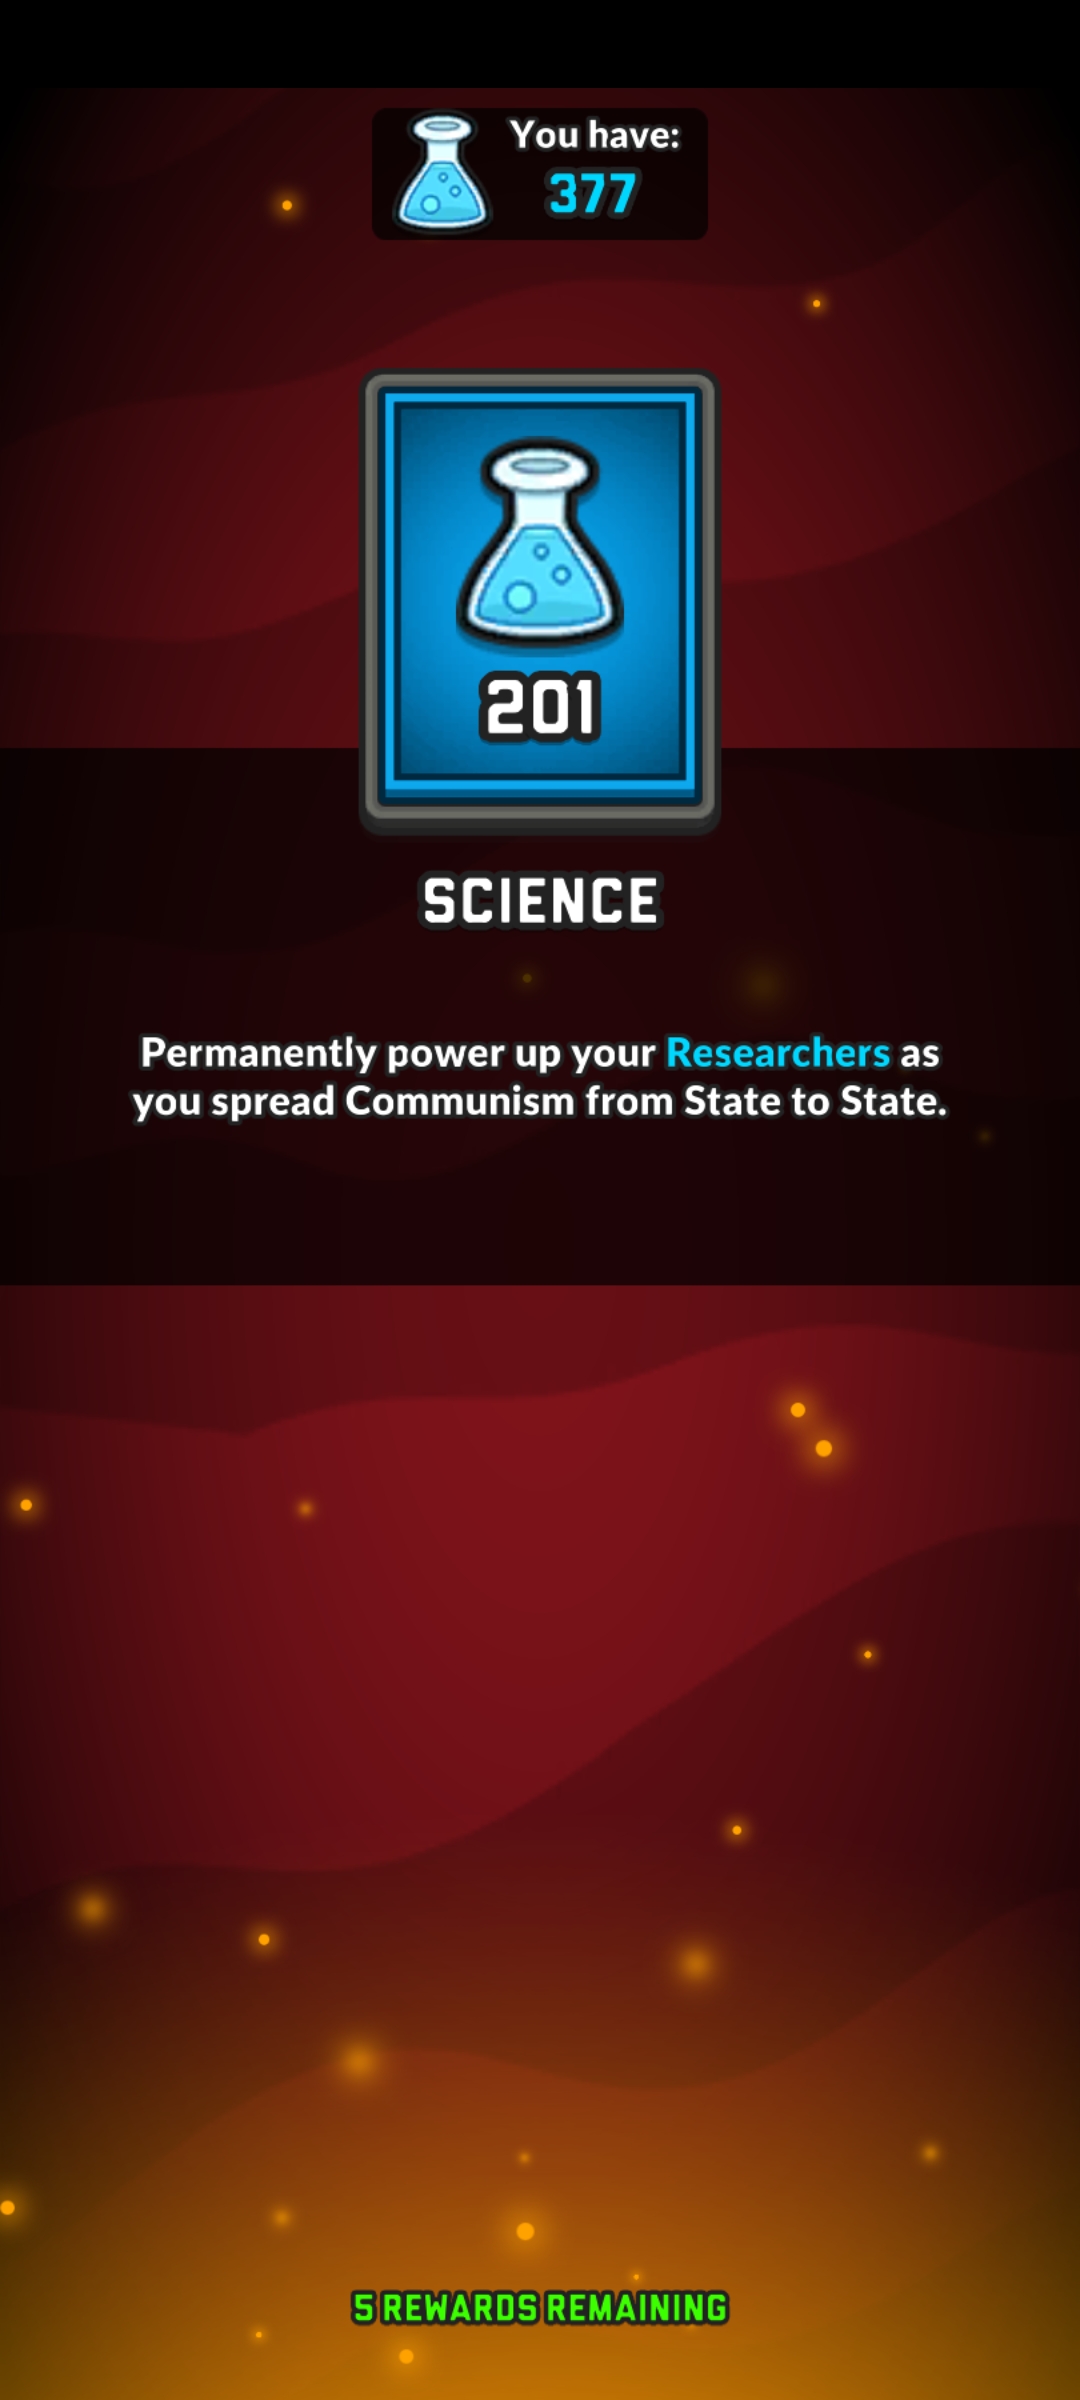 You have:
377
201
SCIENCE
Permanently power up your Researchers as
you spread Communism from State to State.
5 REWARDS REMAINING